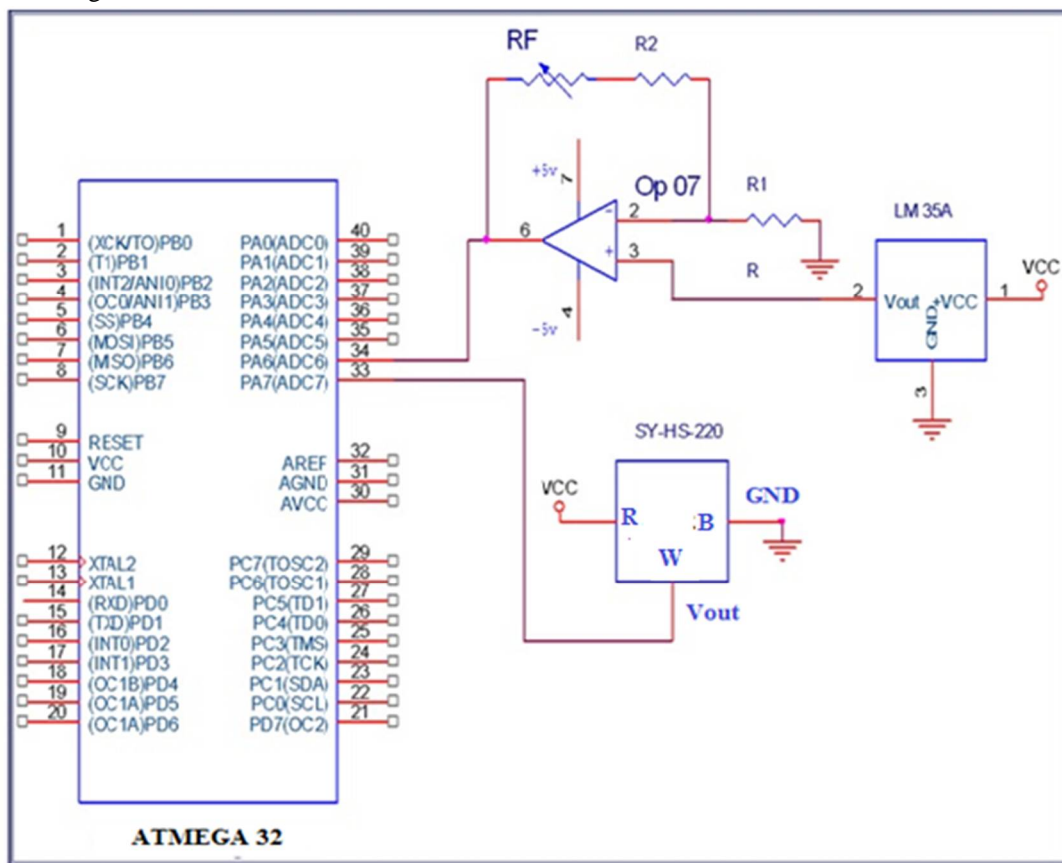 RF
R2
+5v
7
Op 07
2
-
R1
6
+
3
R
4
-5v
LM 35A
2
Vout
+VCC
GND
1
VCC
3
1
(XCK/TO)PB0
2
(T1)PB1
3
(INT2/ANI0)PB2
4
(OC0/ANI1)PB3
5
(SS)PB4
6
(MOSI)PB5
7
(MISO)PB6
8
(SCK)PB7
9
RESET
10
VCC
11
GND
12
XTAL2
13
XTAL1
14
(RXD)PD0
15
(TXD)PD1
16
(INT0)PD2
17
(INT1)PD3
18
(OC1B)PD4
19
(OC1A)PD5
20
(OC1A)PD6
PA0(ADC0)
40
PA1(ADC1)
39
PA2(ADC2)
38
PA3(ADC3)
37
PA4(ADC4)
36
PA5(ADC5)
35
PA6(ADC6)
34
PA7(ADC7)
33
AREF
32
AGND
31
AVCC
30
PC7(TOSC2)
29
PC6(TOSC1)
28
PC5(TD1)
27
PC4(TD0)
26
PC3(TMS)
25
PC2(TCK)
24
PC1(SDA)
23
PC0(SCL)
22
PD7(OC2)
21
SY-HS-220
VCC
R
B
GND
W
Vout
ATMEGA 32